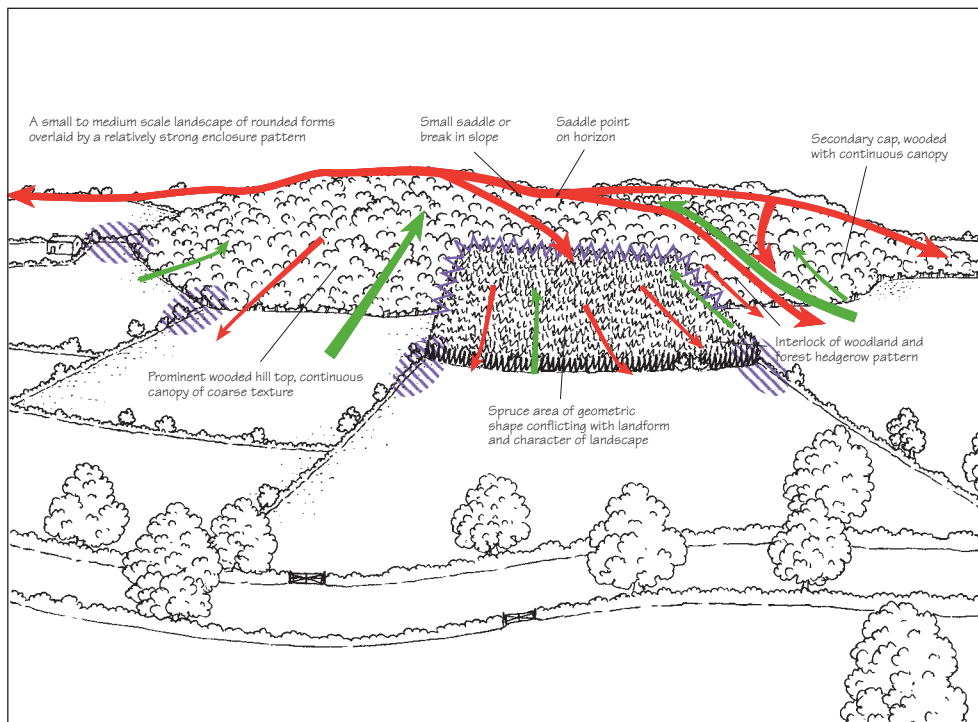 A small to medium scale landscape of rounded forms
overlaid by a relatively strong enclosure pattern
Small saddle or
break in slope
Saddle point
on horizon
Secondary cap, wooded
with continuous canopy
Prominent wooded hill top, continuous
canopy of coarse texture
Interlock of woodland and
forest hedgerow pattern
Spruce area of geometric
shape conflicting with landform
and character of landscape